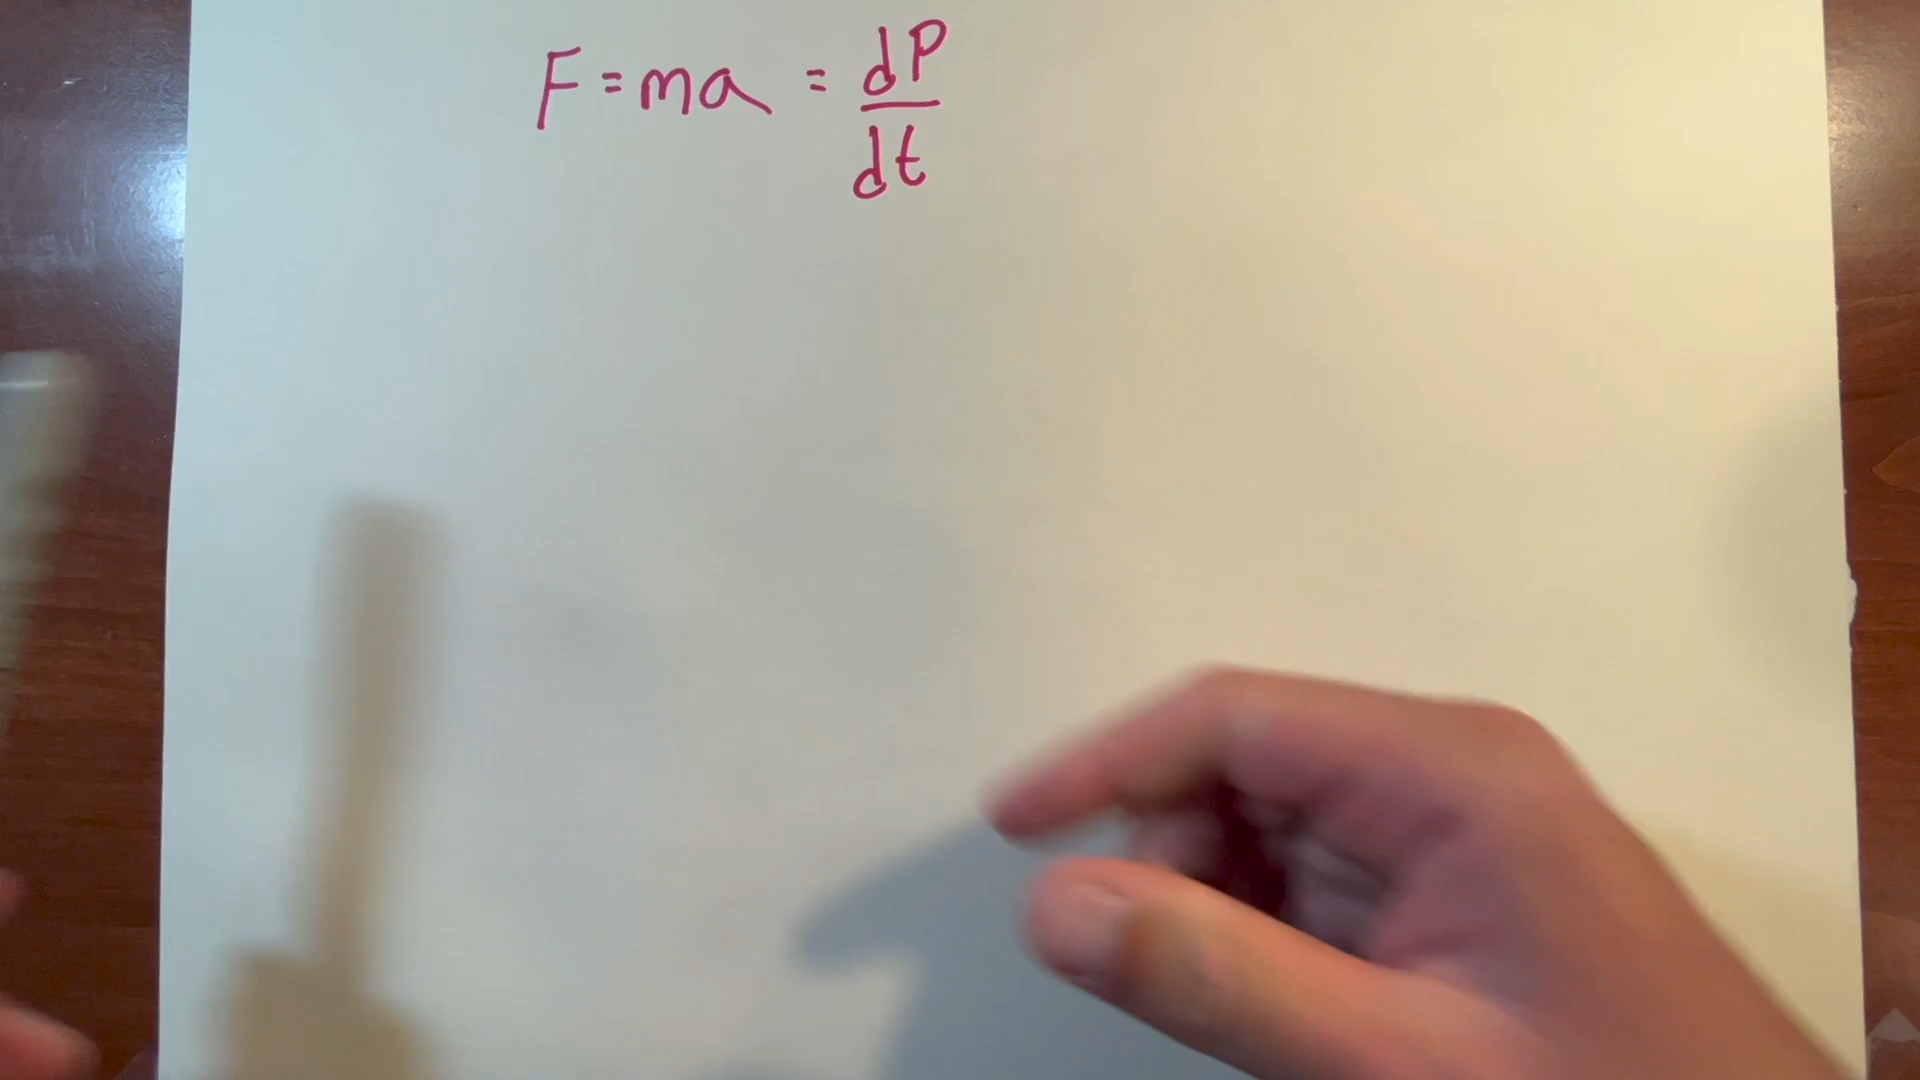 F = ma = dP/dt